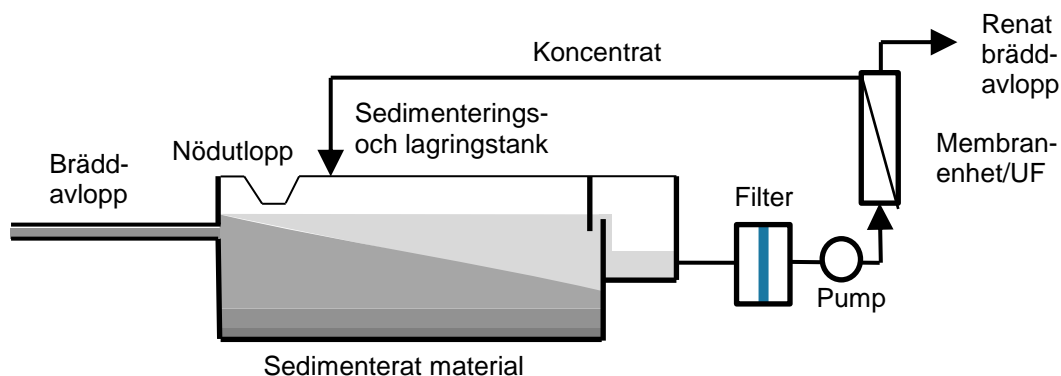 Renat
brädd-
avlopp
Koncentrat
Sedimenterings-
och lagringstank
Nödutlopp
Membran-
enhet/UF
Brädd-
avlopp
Filter
Pump
Sedimenterat material